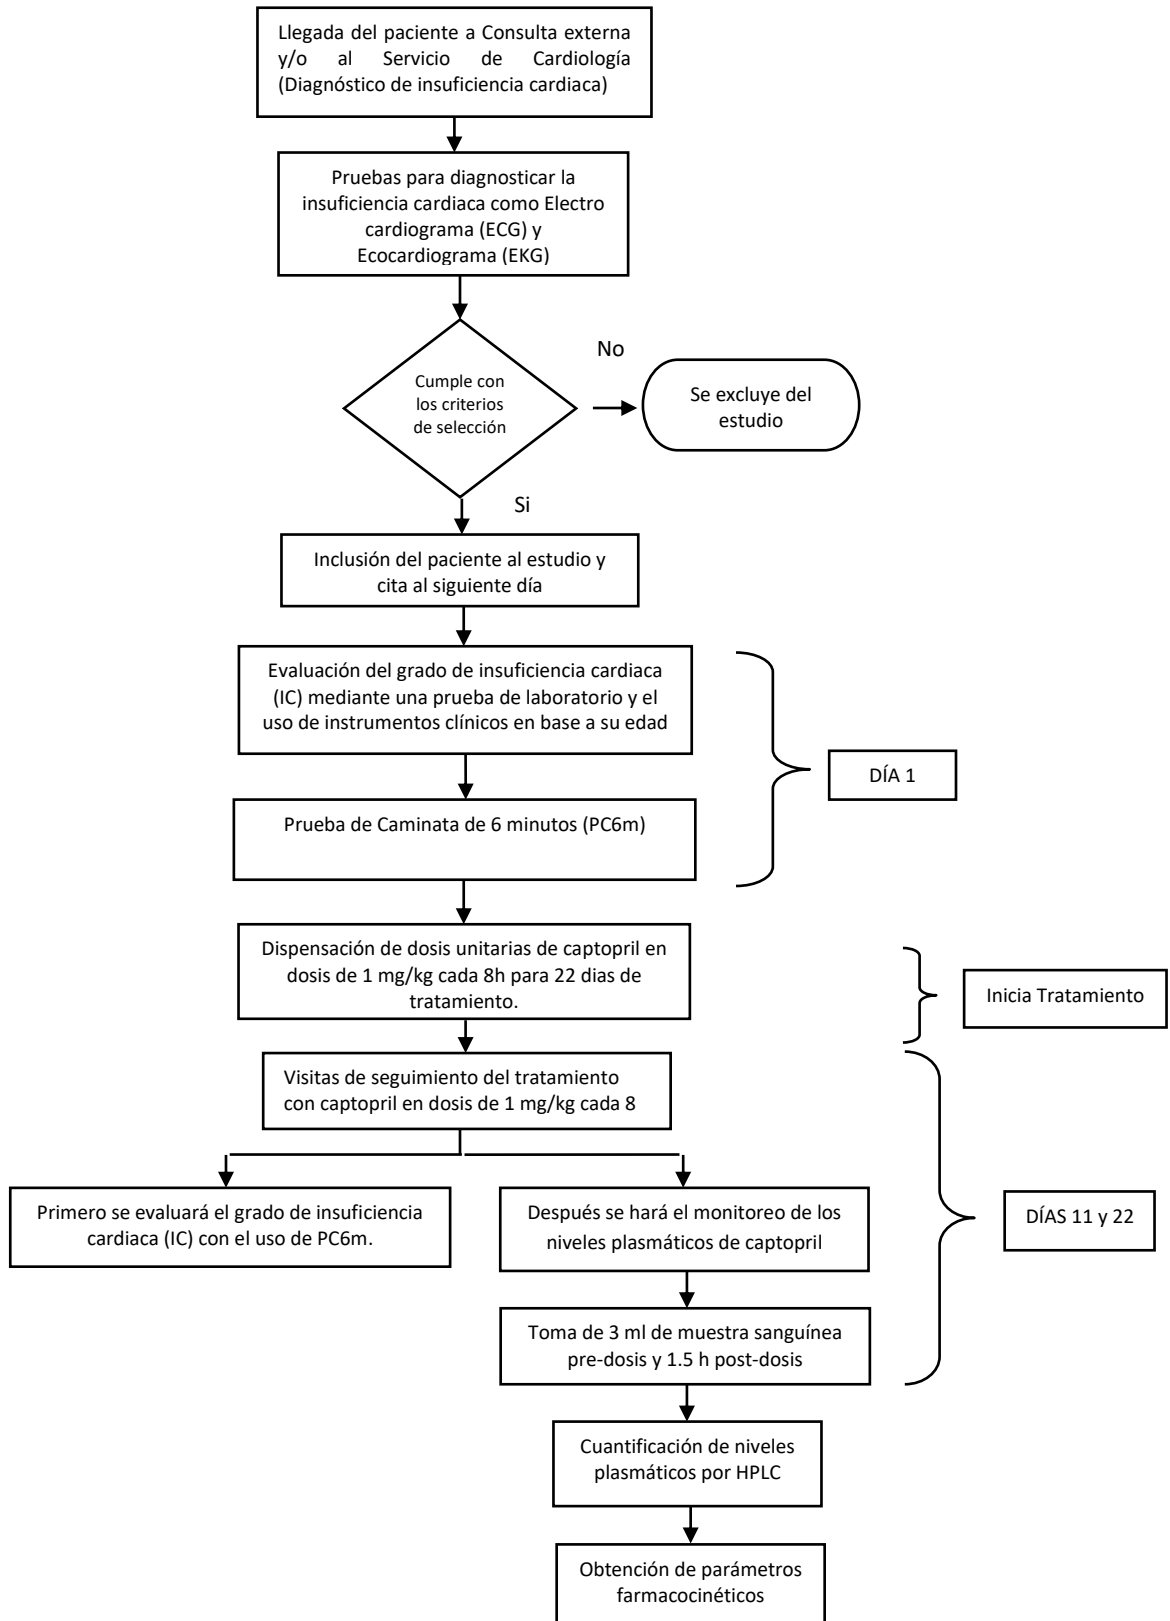 Llegada del paciente a Consulta externa
y/o al Servicio de Cardiología
(Diagnóstico de insuficiencia cardiaca)
Pruebas para diagnosticar la
insuficiencia cardiaca como Electro
cardiograma (ECG) y
Ecocardiograma (EKG)
Cumple con
los criterios
de selección
No
Se excluye del
estudio
Si
Inclusión del paciente al estudio y
cita al siguiente día
Evaluación del grado de insuficiencia cardiaca
(IC) mediante una prueba de laboratorio y el
uso de instrumentos clínicos en base a su edad
DÍA 1
Prueba de Caminata de 6 minutos (PC6m)
Dispensación de dosis unitarias de captopril en
dosis de 1 mg/kg cada 8h para 22 dias de
tratamiento.
Inicia Tratamiento
Visitas de seguimiento del tratamiento
con captopril en dosis de 1 mg/kg cada 8
Primero se evaluará el grado de insuficiencia
cardiaca (IC) con el uso de PC6m.
Después se hará el monitoreo de los
niveles plasmáticos de captopril
DÍAS 11 y 22
Toma de 3 ml de muestra sanguínea
pre-dosis y 1.5 h post-dosis
Cuantificación de niveles
plasmáticos por HPLC
Obtención de parámetros
farmacocinéticos